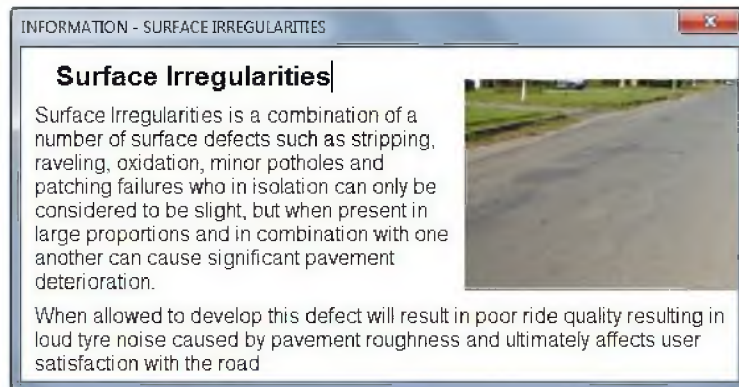 INFORMATION - SURFACE IRREGULARITIES
Surface Irregularities
Surface Irregularities is a combination of a
number of surface defects such as stripping,
raveling, oxidation, minor potholes and
patching failures who in isolation can only be
considered to be slight, but when present in
large proportions and in combination with one
another can cause significant pavement
deterioration.
When allowed to develop this defect will result in poor ride quality resulting in
loud tyre noise caused by pavement roughness and ultimately affects user
satisfaction with the road